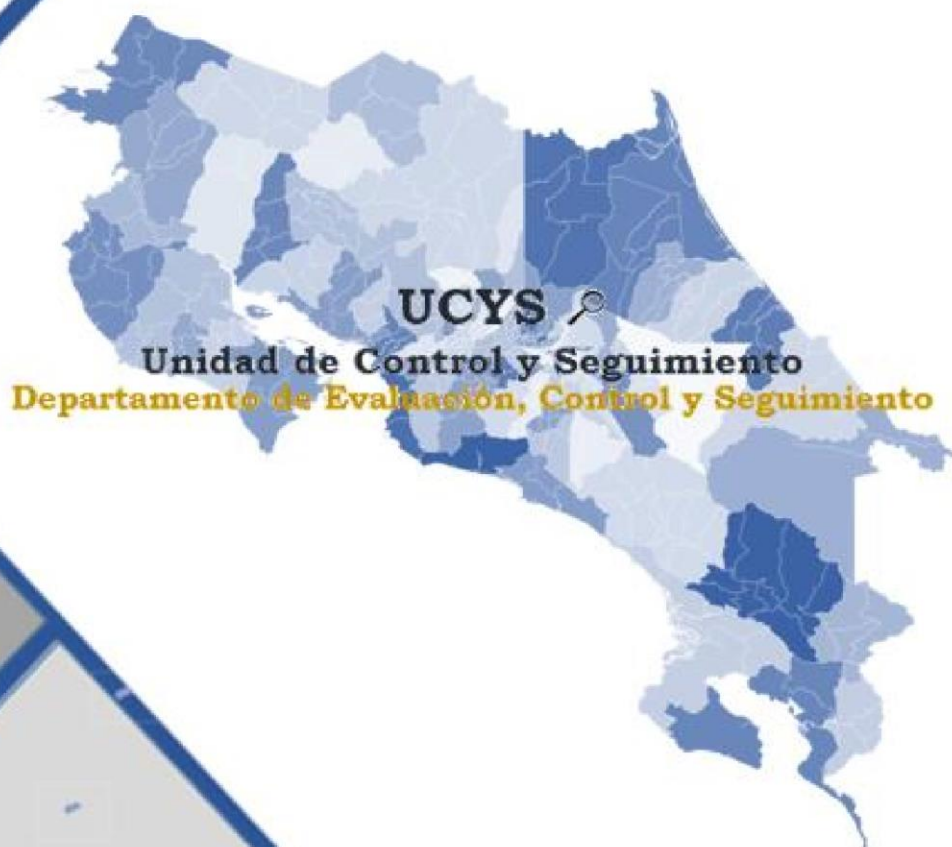 UCYS
Unidad de Control y Seguimiento
Departamento de Evaluación, Control y Seguimiento